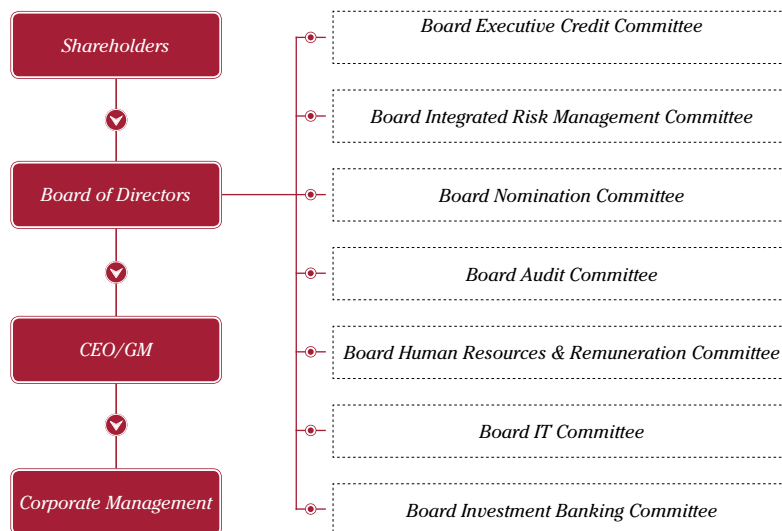 Shareholders
Board of Directors
CEO/GM
Corporate Management
Board Executive Credit Committee
Board Integrated Risk Management Committee
Board Nomination Committee
Board Audit Committee
Board Human Resources & Remuneration Committee
Board IT Committee
Board Investment Banking Committee